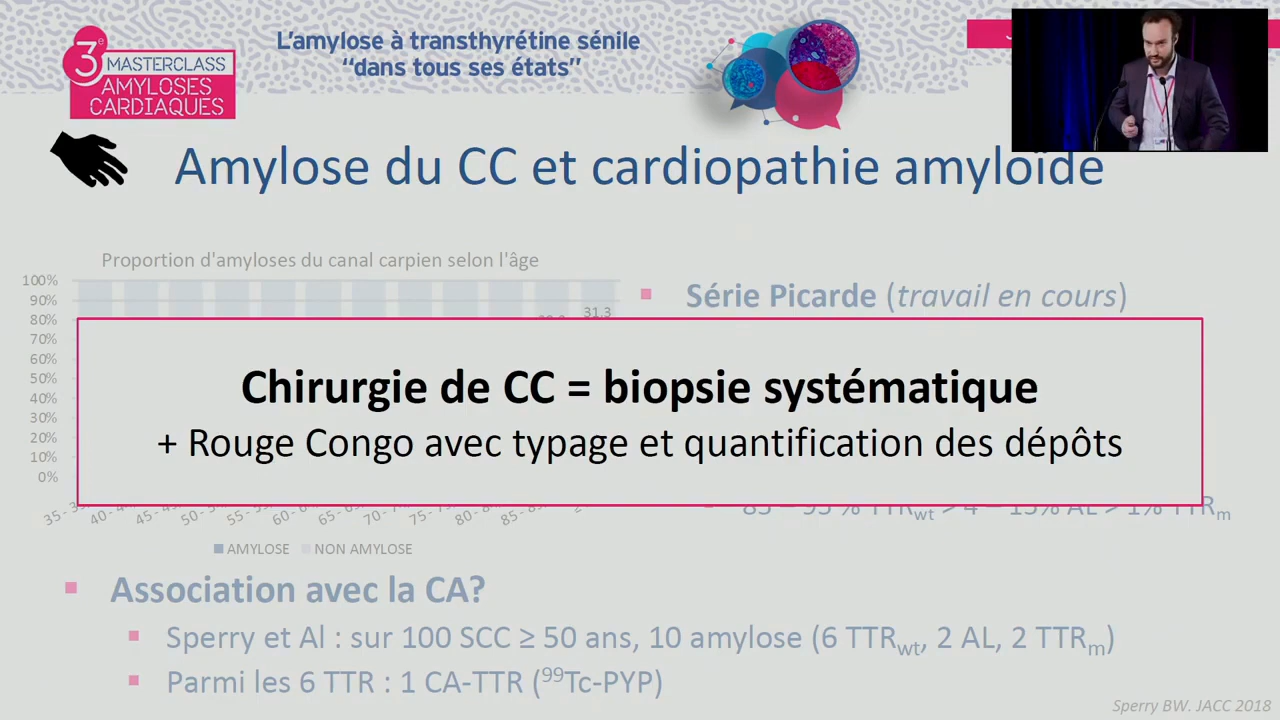 3e MASTERCLASS
AMYLOSES
CARDIAQUES
L'amylose à transthyrétine sénile
"dans tous ses états"
Amylose du CC et cardiopathie amyloïde
Proportion d'amyloses du canal carpien selon l'âge
100%
90%
80%
70%
60%
50%
40%
30%
20%
10%
0%
31,3
Série Picarde (travail en cours)
Chirurgie de CC = biopsie systématique
+ Rouge Congo avec typage et quantification des dépôts
AMYLOSE NON AMYLOSE
Association avec la CA?
Sperry et Al : sur 100 SCC ≥ 50 ans, 10 amylose (6 TTRwt, 2 AL, 2 TTRm)
Parmi les 6 TTR : 1 CA-TTR (99Tc-PYP)
Sperry BW. JACC 2018